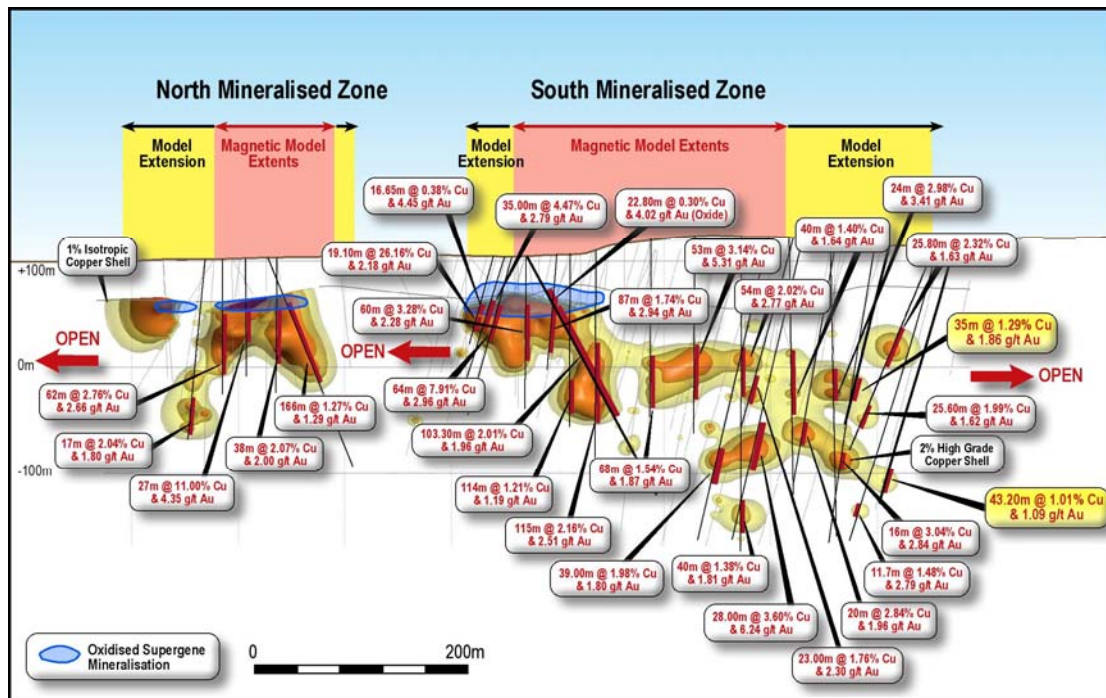 North Mineralised Zone
South Mineralised Zone
Model
Extension
Magnetic Model
Extents
Model
Extension
Magnetic Model Extents
Model
Extension
16.65m @ 0.38% Cu
& 4.45 g/t Au
35.00m @ 4.47% Cu
& 2.79 g/t Au
22.80m @ 0.30% Cu
& 4.02 g/t Au (Oxide)
24m @ 2.98% Cu
& 3.41 g/t Au
40m @ 1.40% Cu
& 1.64 g/t Au
1% Isotropic
Copper Shell
19.10m @ 26.16% Cu
& 2.18 g/t Au
53m @ 3.14% Cu
& 5.31 g/t Au
25.80m @ 2.32% Cu
& 1.63 g/t Au
+100m
54m @ 2.02% Cu
& 2.77 g/t Au
60m @ 3.28% Cu
& 2.28 g/t Au
87m @ 1.74% Cu
& 2.94 g/t Au
35m @ 1.29% Cu
& 1.86 g/t Au
OPEN
OPEN
0m
OPEN
62m @ 2.76% Cu
& 2.66 g/t Au
64m @ 7.91% Cu
& 2.96 g/t Au
166m @ 1.27% Cu
& 1.29 g/t Au
25.60m @ 1.99% Cu
& 1.62 g/t Au
17m @ 2.04% Cu
& 1.80 g/t Au
38m @ 2.07% Cu
& 2.00 g/t Au
103.30m @ 2.01% Cu
& 1.96 g/t Au
2% High Grade
Copper Shell
-100m
68m @ 1.54% Cu
& 1.87 g/t Au
27m @ 11.00% Cu
& 4.35 g/t Au
114m @ 1.21% Cu
& 1.19 g/t Au
43.20m @ 1.01% Cu
& 1.09 g/t Au
115m @ 2.16% Cu
& 2.51 g/t Au
16m @ 3.04% Cu
& 2.84 g/t Au
39.00m @ 1.98% Cu
& 1.80 g/t Au
40m @ 1.38% Cu
& 1.81 g/t Au
11.7m @ 1.48% Cu
& 2.79 g/t Au
28.00m @ 3.60% Cu
& 6.24 g/t Au
20m @ 2.84% Cu
& 1.96 g/t Au
23.00m @ 1.76% Cu
& 2.30 g/t Au
Oxidised Supergene
Mineralisation
0
200m